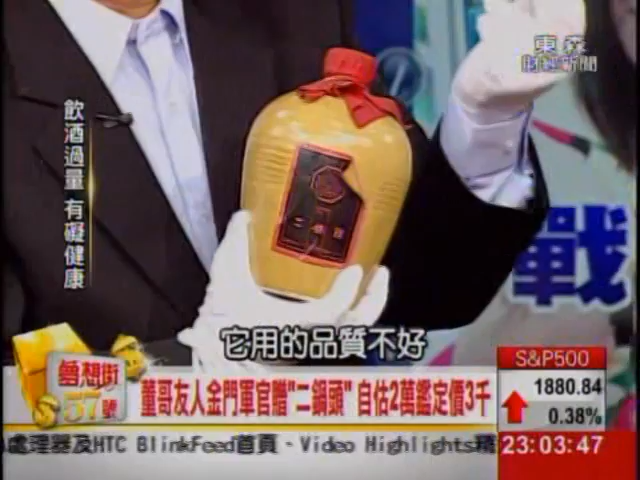 東森
財經新聞
飲酒過量 有礙健康
戰
二鍋頭
它用的品質不好
夢想街
57號
董哥友人金門軍官贈"二鍋頭" 自估2萬鑑定價3千
S&P500
1880.84
0.38%
處理器及HTC BlinkFeed首頁‧Video Highlights精
23:03:47